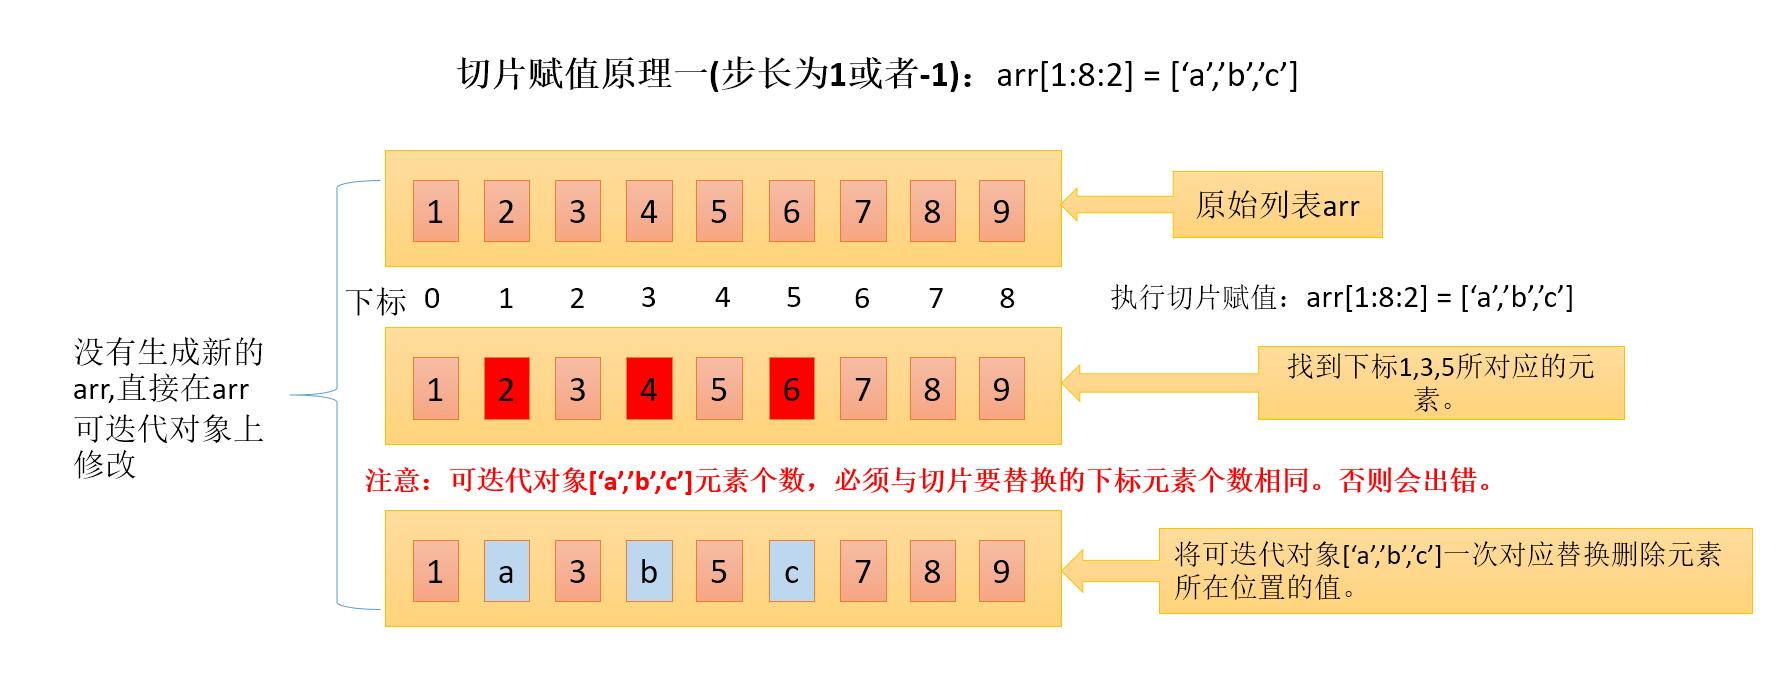 切片赋值原理一(步长为1或者-1)：arr[1:8:2] = [‘a’,’b’,’c’]
1 2 3 4 5 6 7 8 9
原始列表arr
下标 0 1 2 3 4 5 6 7 8
执行切片赋值：arr[1:8:2] = [‘a’,’b’,’c’]
没有生成新的
arr,直接在arr
可迭代对象上
修改
1 2 3 4 5 6 7 8 9
找到下标1,3,5所对应的元
素。
注意：可迭代对象[‘a’,’b’,’c’]元素个数，必须与切片要替换的下标元素个数相同。否则会出错。
1 a 3 b 5 c 7 8 9
将可迭代对象[‘a’,’b’,’c’]一次对应替换删除元素
所在位置的值。